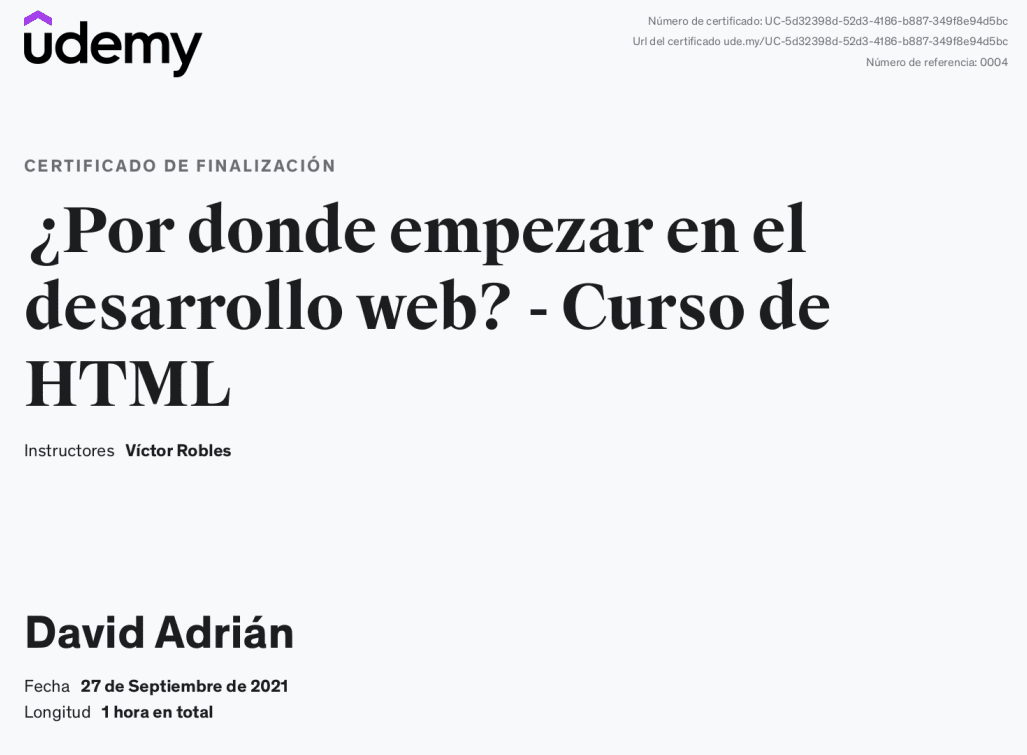 udemy
Número de certificado: UC-5d32398d-52d3-4186-b887-349f8e94d5bc
Url del certificado ude.my/UC-5d32398d-52d3-4186-b887-349f8e94d5bc
Número de referencia: 0004
CERTIFICADO DE FINALIZACIÓN
¿Por donde empezar en el
desarrollo web? - Curso de
HTML
Instructores Víctor Robles
David Adrián
Fecha 27 de Septiembre de 2021
Longitud 1 hora en total